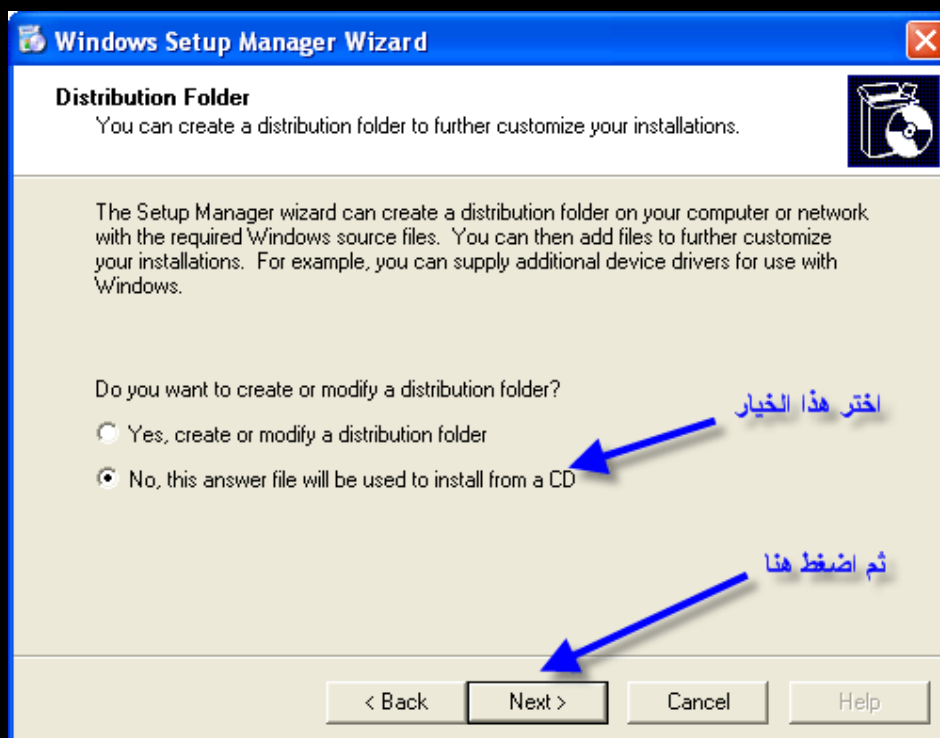 Windows Setup Manager Wizard
Distribution Folder
You can create a distribution folder to further customize your installations.
The Setup Manager wizard can create a distribution folder on your computer or network
with the required Windows source files. You can then add files to further customize
your installations. For example, you can supply additional device drivers for use with
Windows.
Do you want to create or modify a distribution folder?
اختر هذا الخيار
Yes, create or modify a distribution folder
No, this answer file will be used to install from a CD
ثم اضغط هنا
< Back
Next >
Cancel
Help